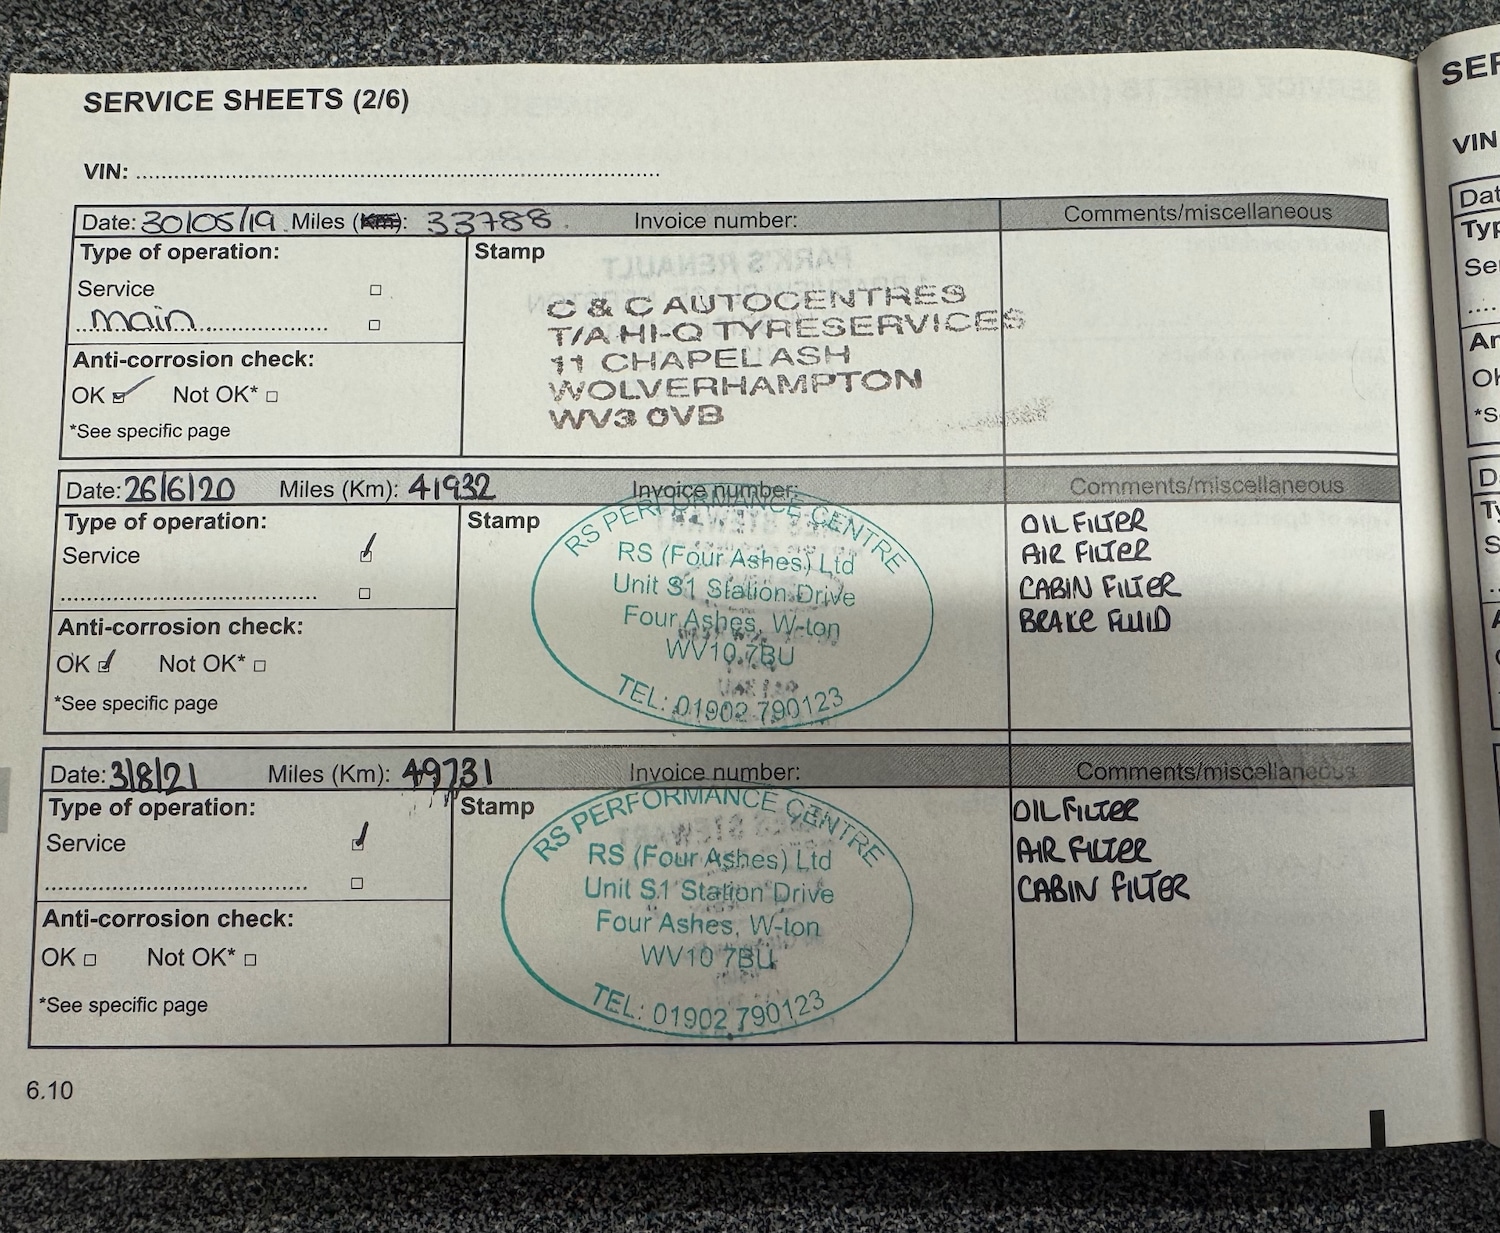 SERVICE SHEETS (2/6)
VIN:
Date: 30/05/19 Miles (Km): 33788 Invoice number: Comments/miscellaneous
Type of operation: Stamp
Service
main
Anti-corrosion check:
OK Not OK*
*See specific page
C & C AUTOCENTRES
T/A HI-Q TYRESERVICES
11 CHAPEL ASH
WOLVERHAMPTON
WV3 0VB
Date: 26/6/20 Miles (Km): 41932 Invoice number: Comments/miscellaneous
Type of operation: Stamp
Service
Anti-corrosion check:
OK Not OK*
*See specific page
RS PERFORMANCE CENTRE
RS (Four Ashes) Ltd
Unit S1 Station Drive
Four Ashes, W-ton
WV10 7BU
TEL: 01902 790123
OIL FILTER
AIR FILTER
CABIN FILTER
BRAKE FLUID
Date: 3/8/21 Miles (Km): 49731 Invoice number: Comments/miscellaneous
Type of operation: Stamp
Service
Anti-corrosion check:
OK Not OK*
*See specific page
RS PERFORMANCE CENTRE
RS (Four Ashes) Ltd
Unit S.1 Station Drive
Four Ashes, W-ton
WV10 7BU
TEL: 01902 790123
OIL FILTER
AIR FILTER
CABIN FILTER
6.10
VIN